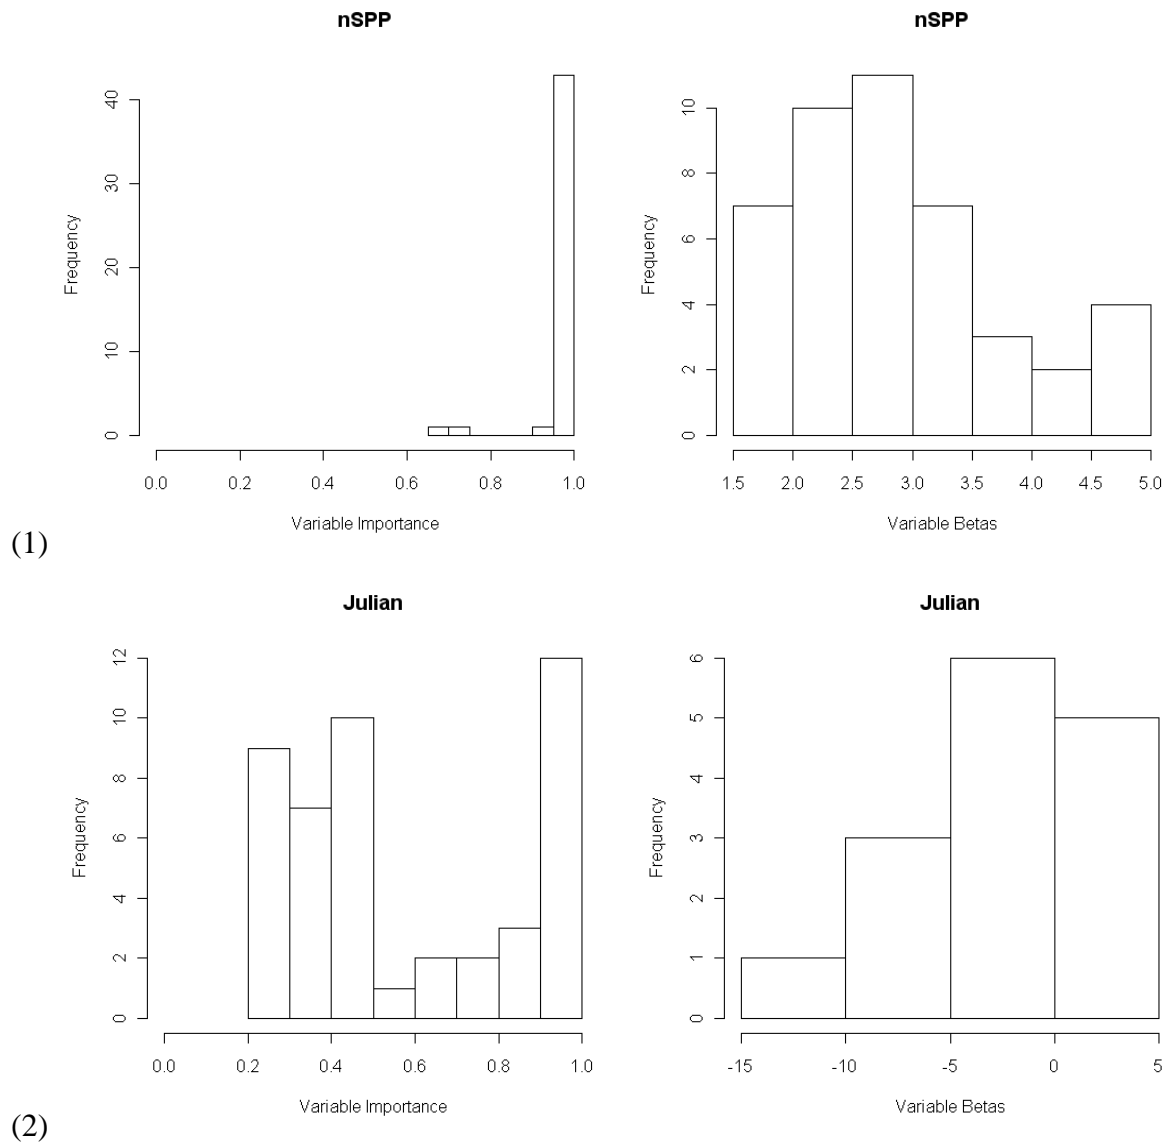 nSPP
Frequency
0
10
20
30
40
0.0 0.2 0.4 0.6 0.8 1.0
Variable Importance
nSPP
Frequency
0
2
4
6
8
10
1.5 2.0 2.5 3.0 3.5 4.0 4.5 5.0
Variable Betas
(1)
Julian
Frequency
0
2
4
6
8
10
12
0.0 0.2 0.4 0.6 0.8 1.0
Variable Importance
Julian
Frequency
0
1
2
3
4
5
6
-15 -10 -5 0 5
Variable Betas
(2)